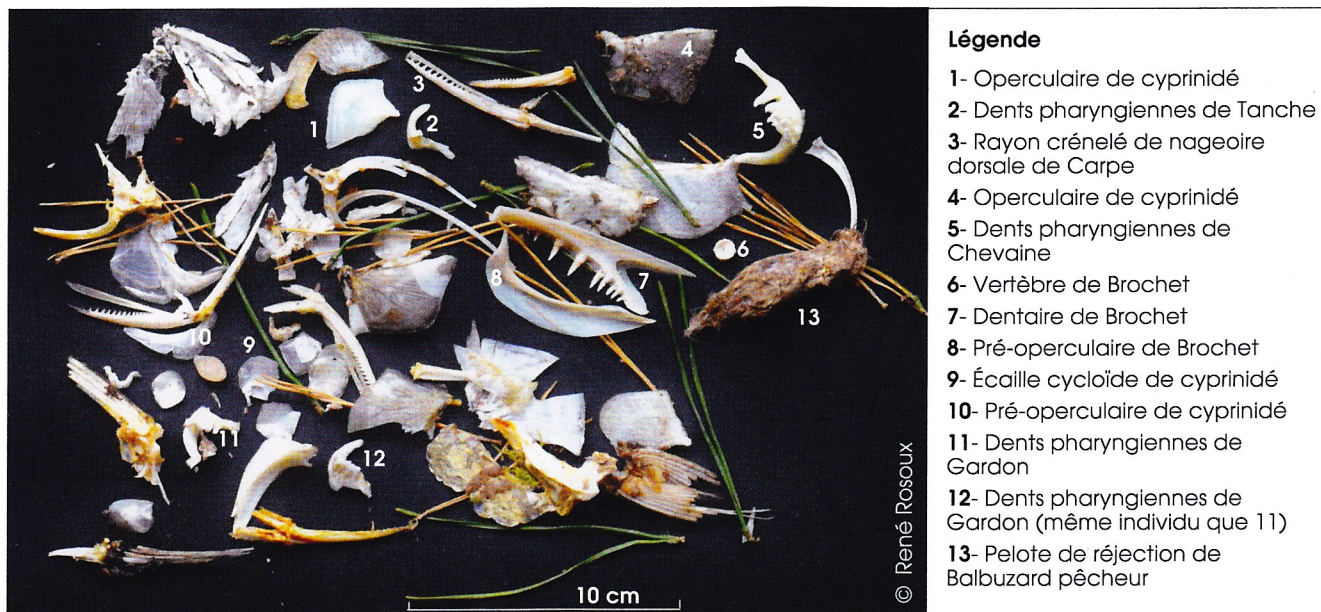 1
2
3
4
5
6
7
8
9
10
11
12
13
10 cm
© René Rosoux
Légende
1- Operculaire de cyprinidé
2- Dents pharyngiennes de Tanche
3- Rayon crénelé de nageoire
dorsale de Carpe
4- Operculaire de cyprinidé
5- Dents pharyngiennes de
Chevaine
6- Vertèbre de Brochet
7- Dentaire de Brochet
8- Pré-operculaire de Brochet
9- Écaille cycloïde de cyprinidé
10- Pré-operculaire de cyprinidé
11- Dents pharyngiennes de
Gardon
12- Dents pharyngiennes de
Gardon (même individu que 11)
13- Pelote de réjection de
Balbuzard pêcheur